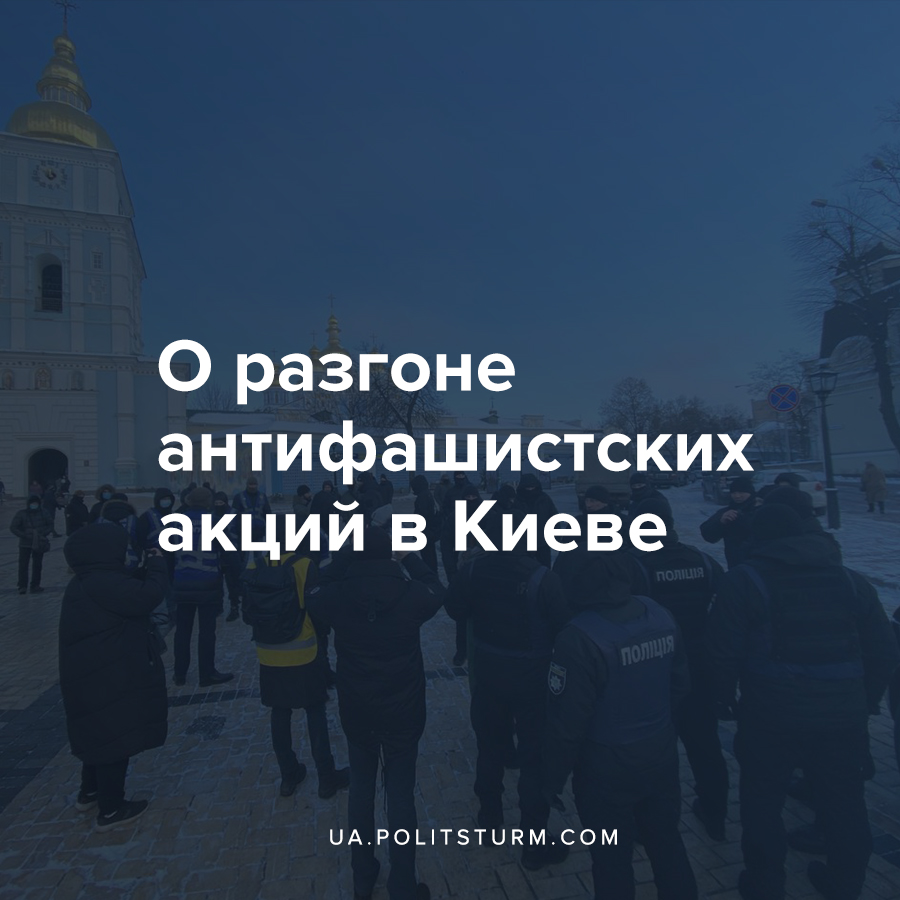 О разгоне
антифашистских
акций в Киеве
ПОЛІЦІЯ
ПОЛІЦІЯ
UA.POLITSTURM.COM